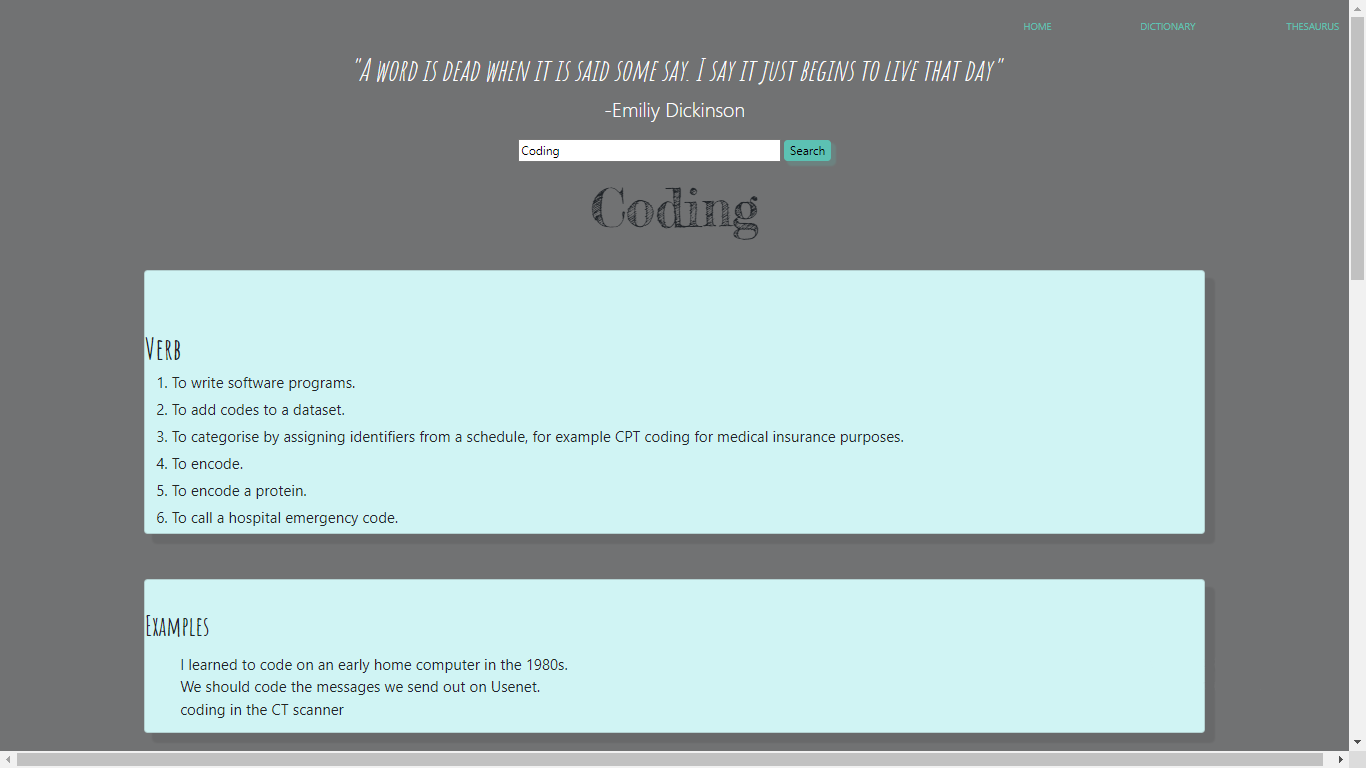 HOME DICTIONARY THESAURUS
"A word is dead when it is said some say. I say it just begins to live that day"
-Emiliy Dickinson
Coding Search
Coding
Verb
1. To write software programs.
2. To add codes to a dataset.
3. To categorise by assigning identifiers from a schedule, for example CPT coding for medical insurance purposes.
4. To encode.
5. To encode a protein.
6. To call a hospital emergency code.
Examples
I learned to code on an early home computer in the 1980s.
We should code the messages we send out on Usenet.
coding in the CT scanner